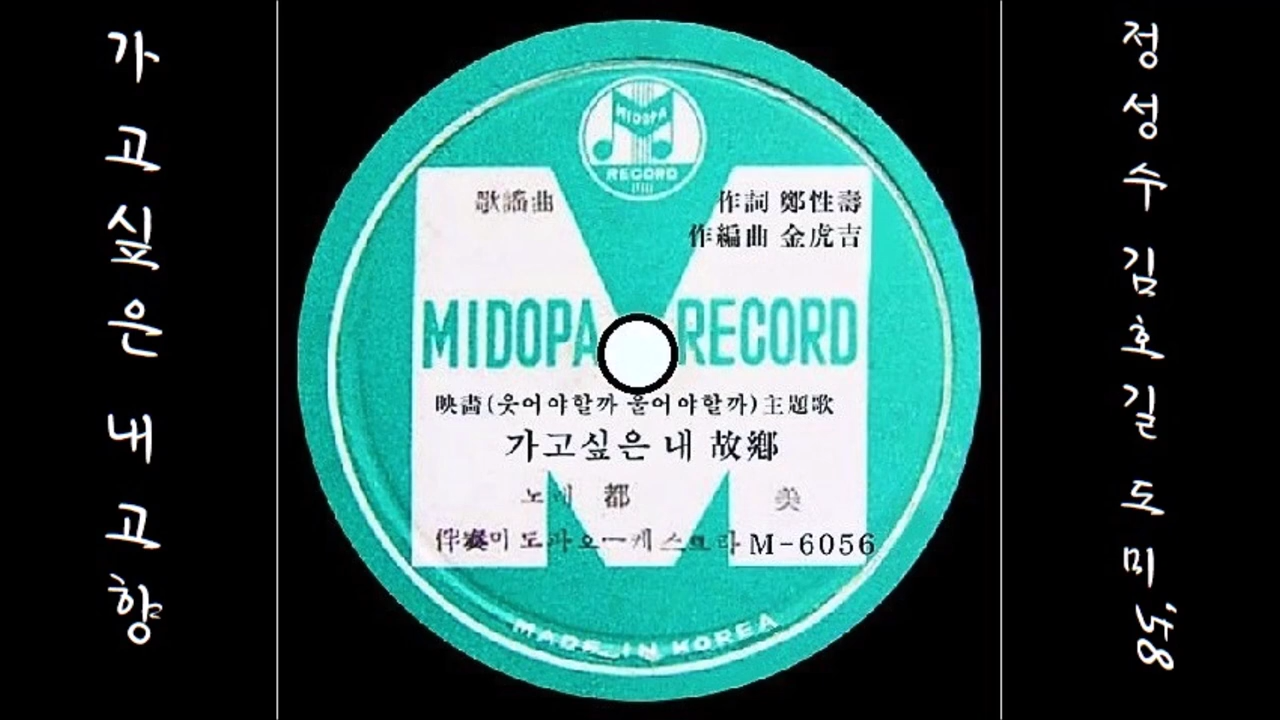 가고싶은 내 고향
MIDOPA
RECORD
歌謠曲
作詞 鄭性壽
作編曲 金虎吉
MIDOPA RECORD
映畵(웃어야할까 울어야할까)主題歌
가고싶은 내 故鄕
노래 都 美
伴奏미도파오ー케스트라 M-6056
MADE IN KOREA
정성수 김호길 도미 '58